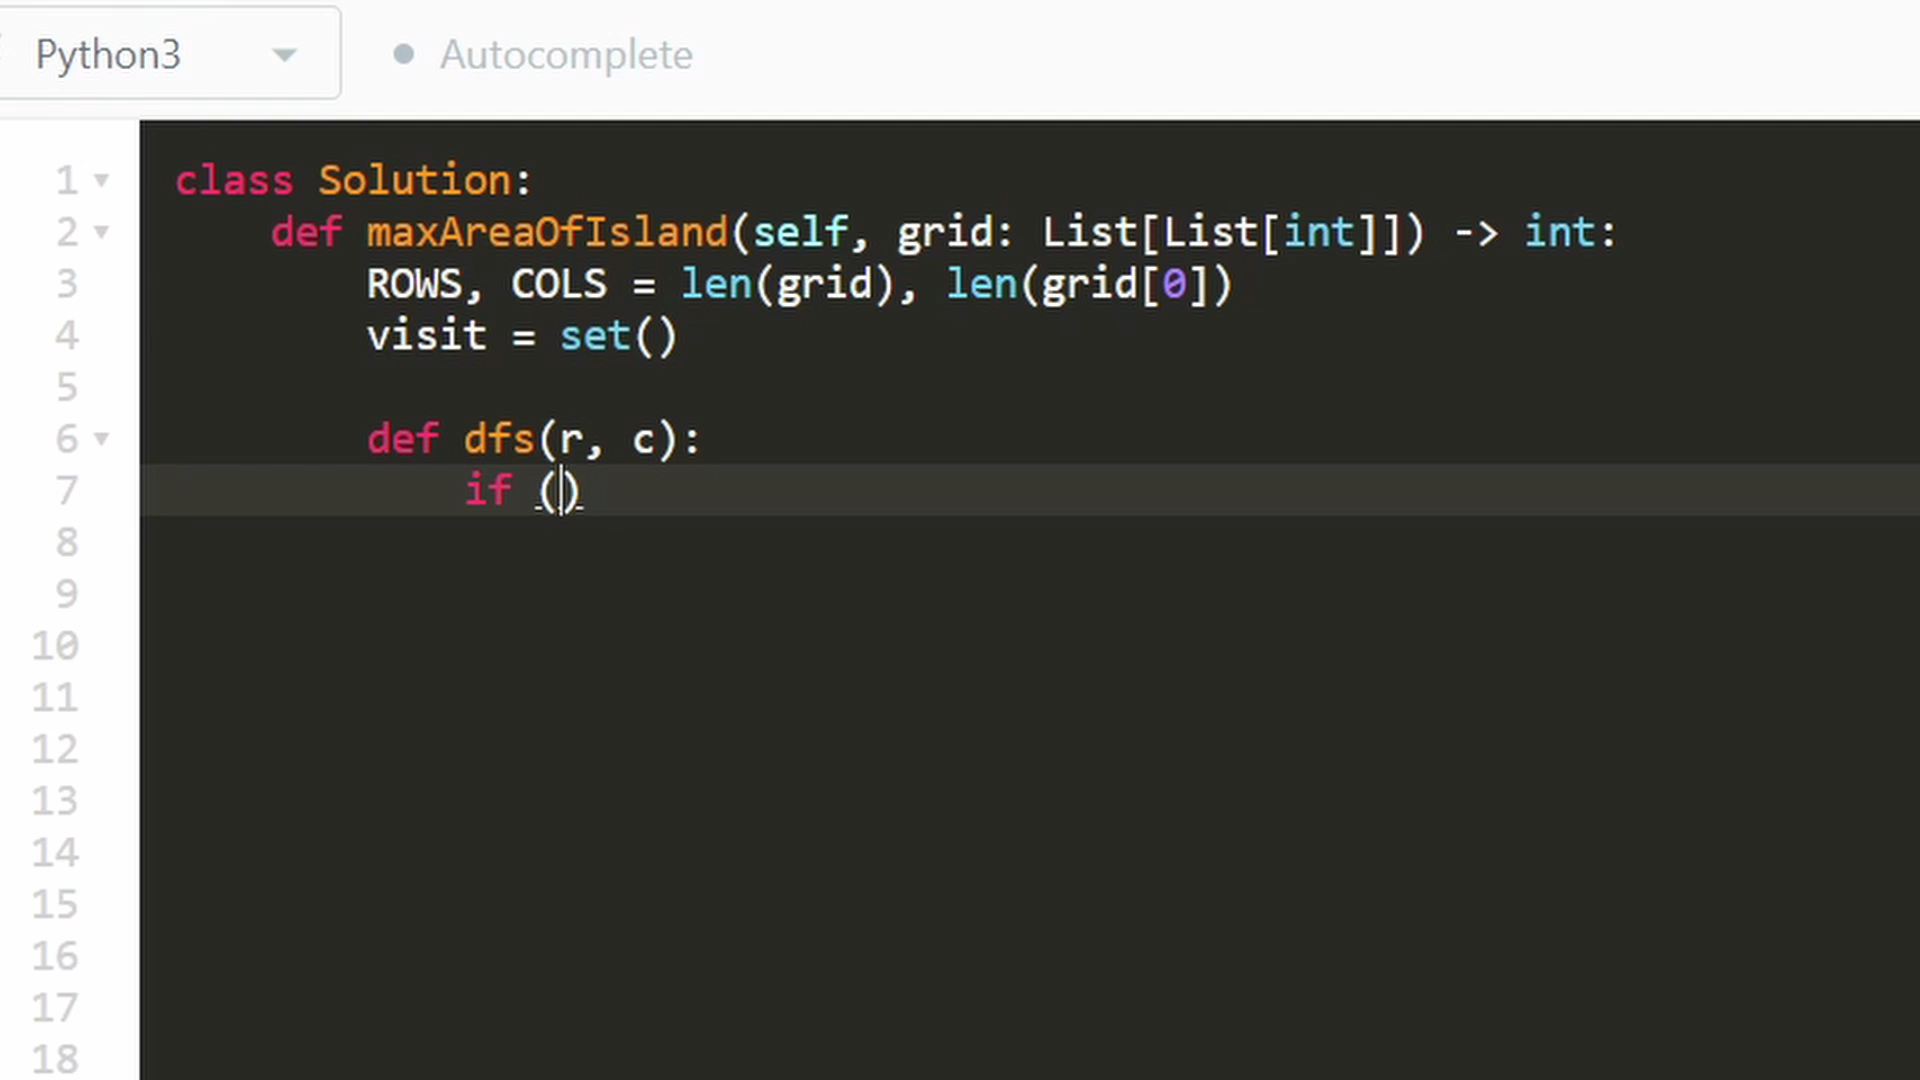 Python3
Autocomplete
1 class Solution:
2 def maxAreaOfIsland(self, grid: List[List[int]]) -> int:
3 ROWS, COLS = len(grid), len(grid[0])
4 visit = set()
5
6 def dfs(r, c):
7 if ()
8
9
10
11
12
13
14
15
16
17
18